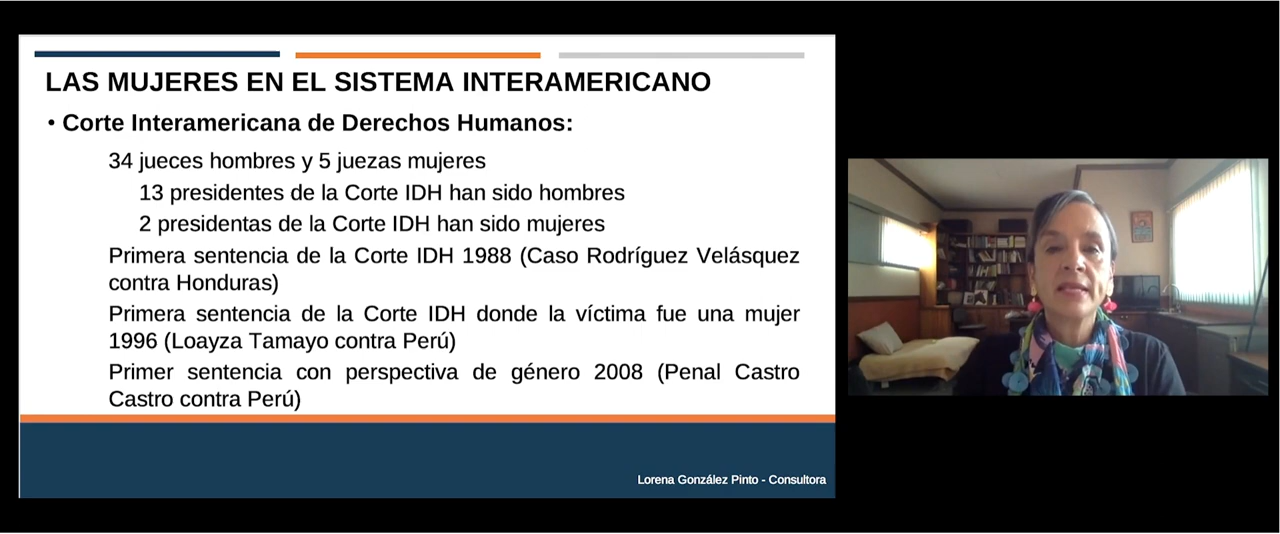 LAS MUJERES EN EL SISTEMA INTERAMERICANO
• Corte Interamericana de Derechos Humanos:
34 jueces hombres y 5 juezas mujeres
13 presidentes de la Corte IDH han sido hombres
2 presidentas de la Corte IDH han sido mujeres
Primera sentencia de la Corte IDH 1988 (Caso Rodríguez Velásquez
contra Honduras)
Primera sentencia de la Corte IDH donde la víctima fue una mujer
1996 (Loayza Tamayo contra Perú)
Primer sentencia con perspectiva de género 2008 (Penal Castro
Castro contra Perú)
Lorena González Pinto - Consultora